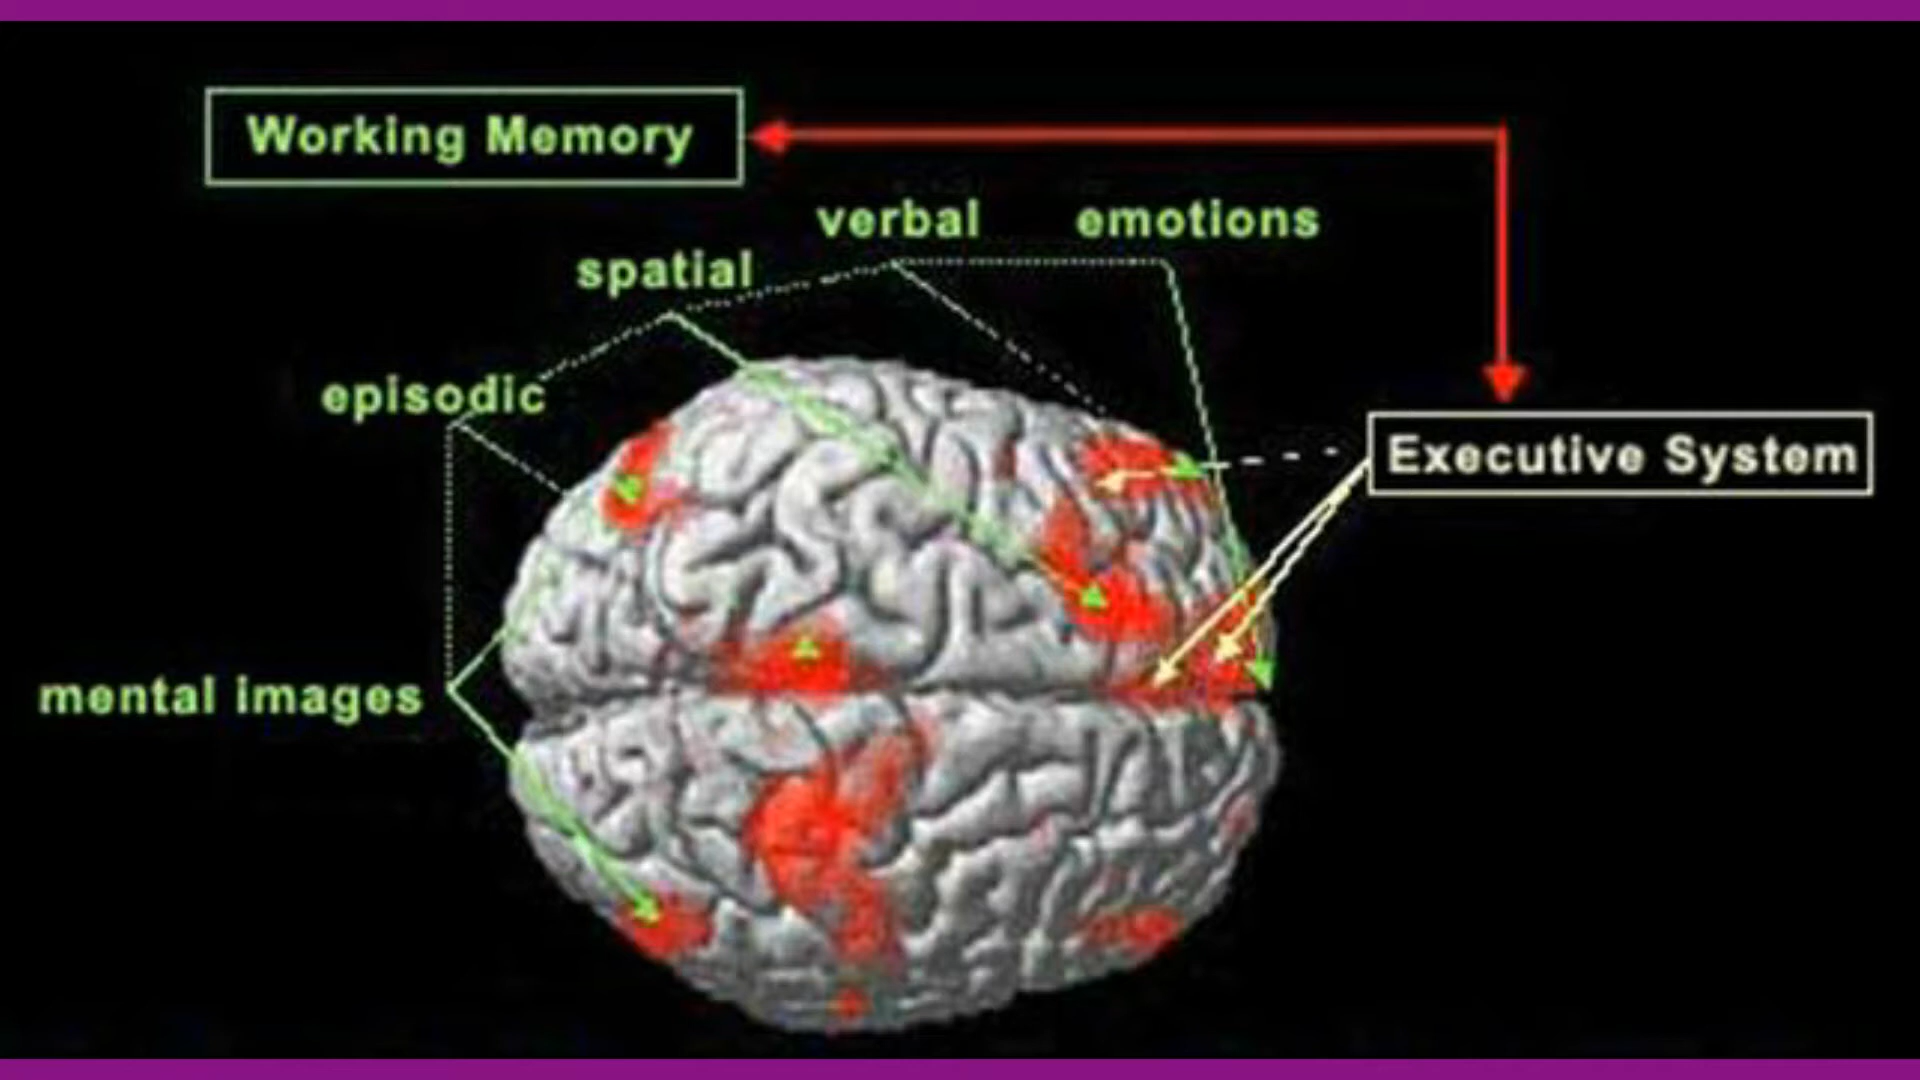 Working Memory
verbal
emotions
spatial
episodic
Executive System
mental images